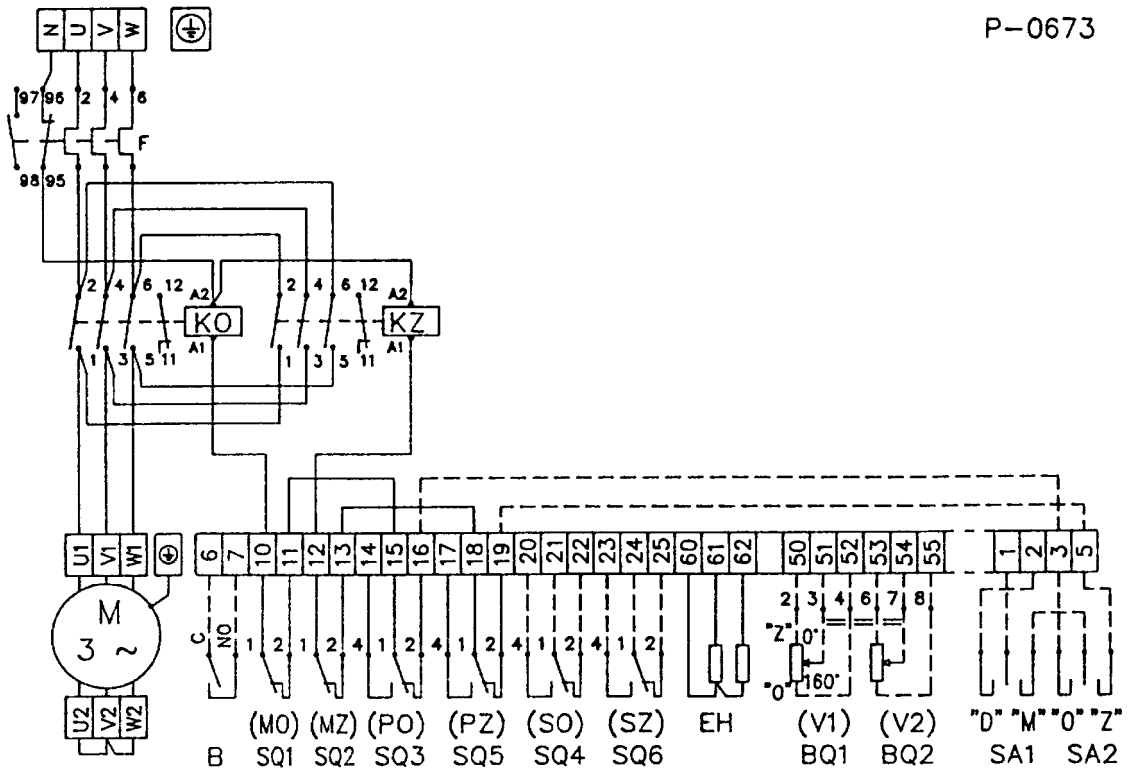 P-0673
N U V W
97 96 2 4 6
F
98 95
2 4 6 12 A2 2 4 6 12 A2
KO KZ
1 3 5 11 A1 1 3 5 11 A1
U1 V1 W1 6 7 10 11 12 13 14 15 16 17 18 19 20 21 22 23 24 25 60 61 62 50 51 52 53 54 55 1 2 3 5
M
3 ~
C NO 1 2 1 2 4 1 2 4 1 2 4 1 2 4 1 2
2 3 4 6 7 8
"Z" 0°
"O" 160°
U2 V2 W2
(MO) (MZ) (PO) (PZ) (SO) (SZ) EH (V1) (V2) "D" "M" "O" "Z"
B SQ1 SQ2 SQ3 SQ5 SQ4 SQ6 BQ1 BQ2 SA1 SA2